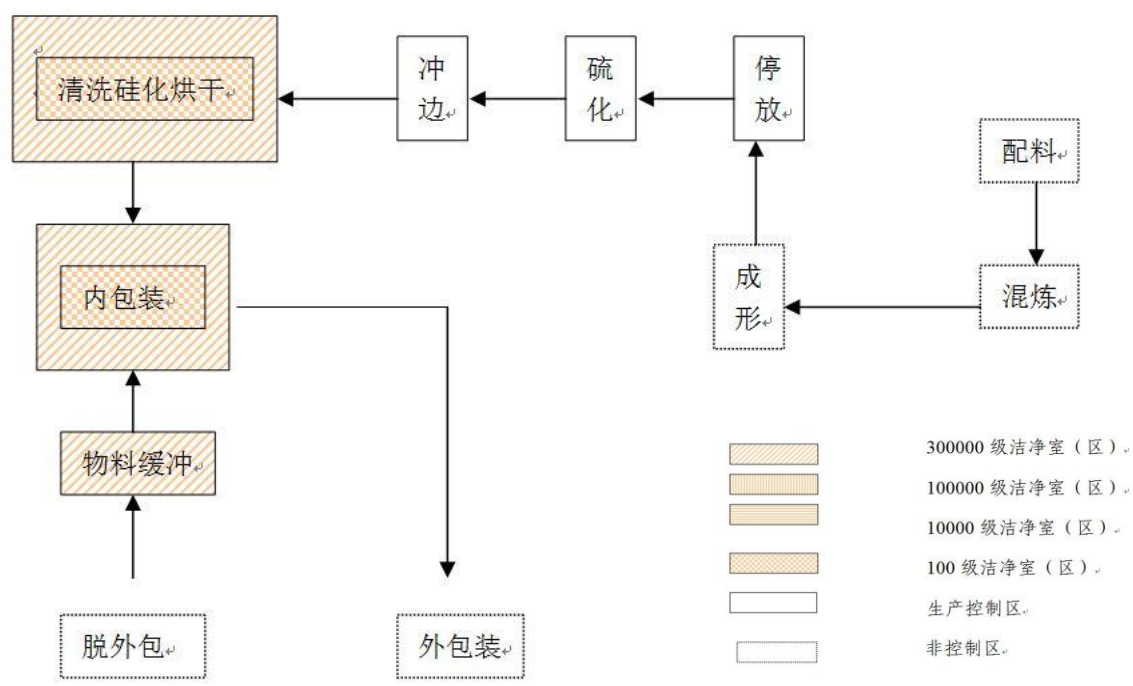 清洗硅化烘干
冲
边
硫
化
停
放
配料
内包装
成
形
混炼
物料缓冲
300000 级洁净室（区）
100000 级洁净室（区）
10000 级洁净室（区）
100 级洁净室（区）
生产控制区
非控制区
脱外包
外包装